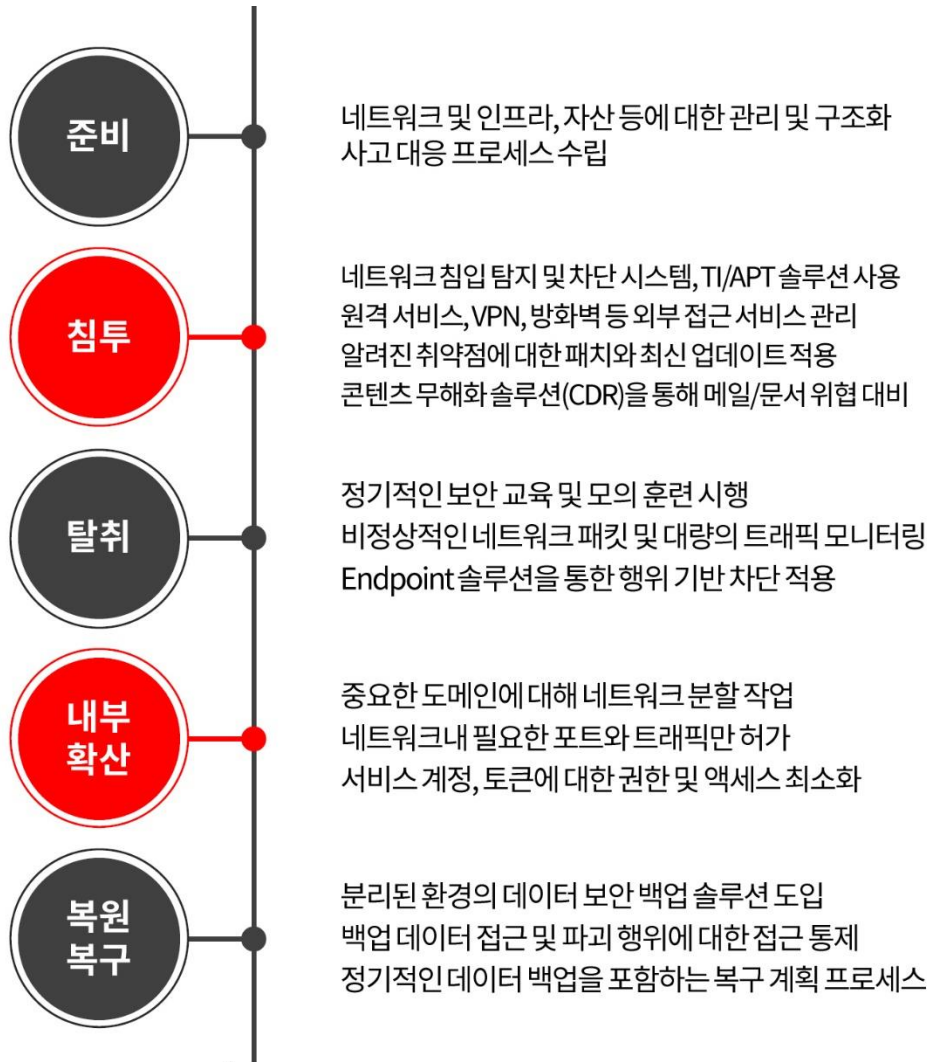 준비
네트워크 및 인프라, 자산 등에 대한 관리 및 구조화
사고 대응 프로세스 수립
침투
네트워크 침입 탐지 및 차단 시스템, TI/APT 솔루션 사용
원격 서비스, VPN, 방화벽 등 외부 접근 서비스 관리
알려진 취약점에 대한 패치와 최신 업데이트 적용
콘텐츠 무해화 솔루션(CDR)을 통해 메일/문서 위협 대비
탈취
정기적인 보안 교육 및 모의 훈련 시행
비정상적인 네트워크 패킷 및 대량의 트래픽 모니터링
Endpoint 솔루션을 통한 행위 기반 차단 적용
내부
확산
중요한 도메인에 대해 네트워크 분할 작업
네트워크내 필요한 포트와 트래픽만 허가
서비스 계정, 토큰에 대한 권한 및 액세스 최소화
복원
복구
분리된 환경의 데이터 보안 백업 솔루션 도입
백업 데이터 접근 및 파괴 행위에 대한 접근 통제
정기적인 데이터 백업을 포함하는 복구 계획 프로세스